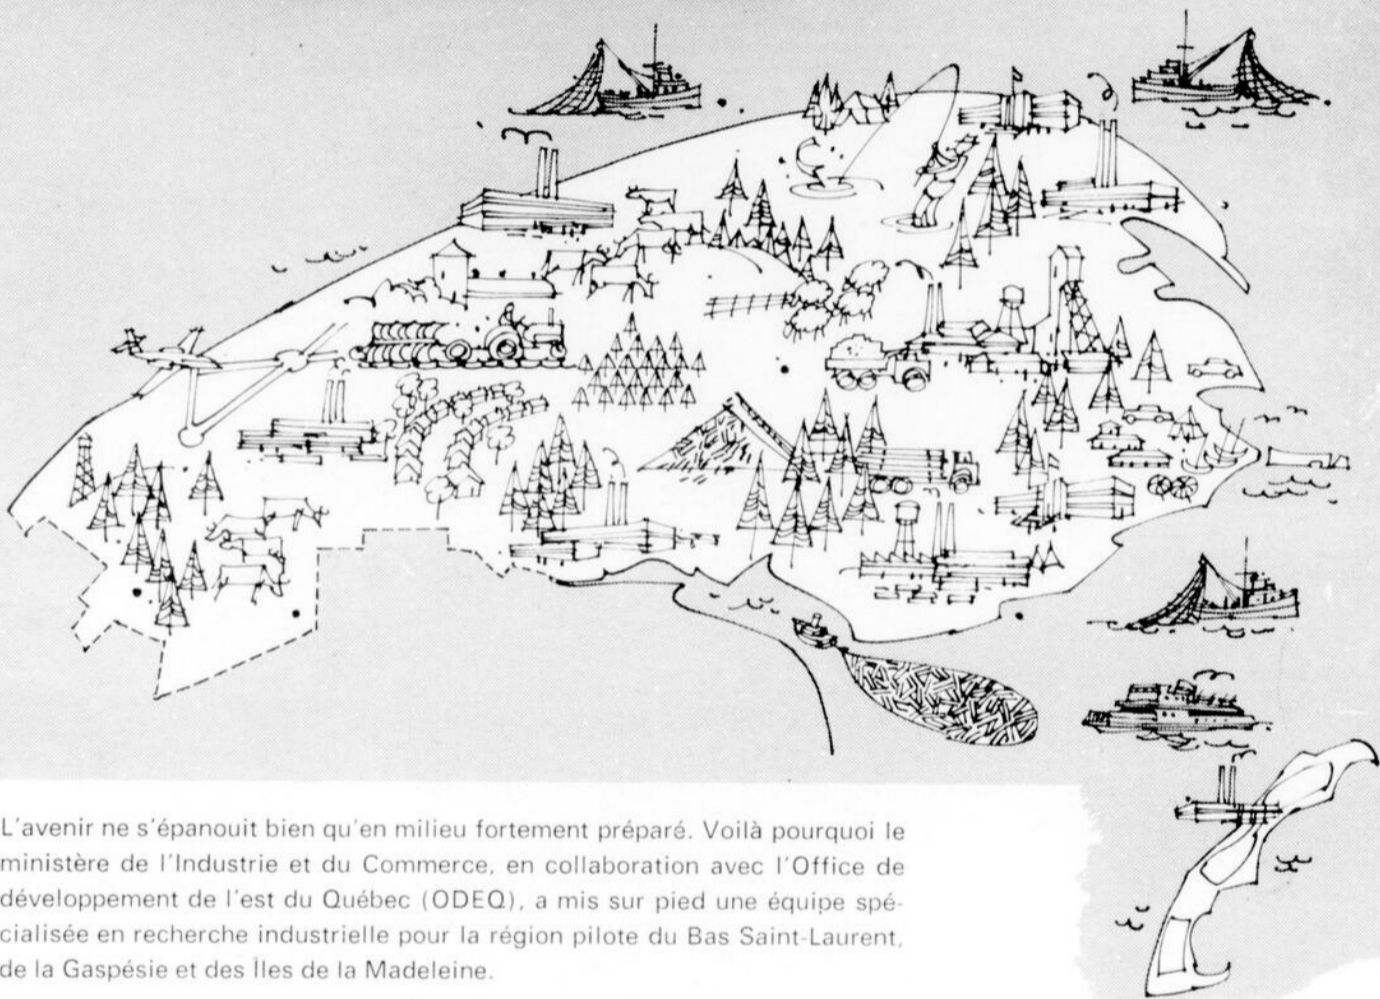 L'avenir ne s'épanouit bien qu'en milieu fortement préparé. Voilà pourquoi le
ministère de l'Industrie et du Commerce, en collaboration avec l'Office de
développement de l'est du Québec (ODEQ), a mis sur pied une équipe spé-
cialisée en recherche industrielle pour la région pilote du Bas Saint-Laurent,
de la Gaspésie et des Îles de la Madeleine.